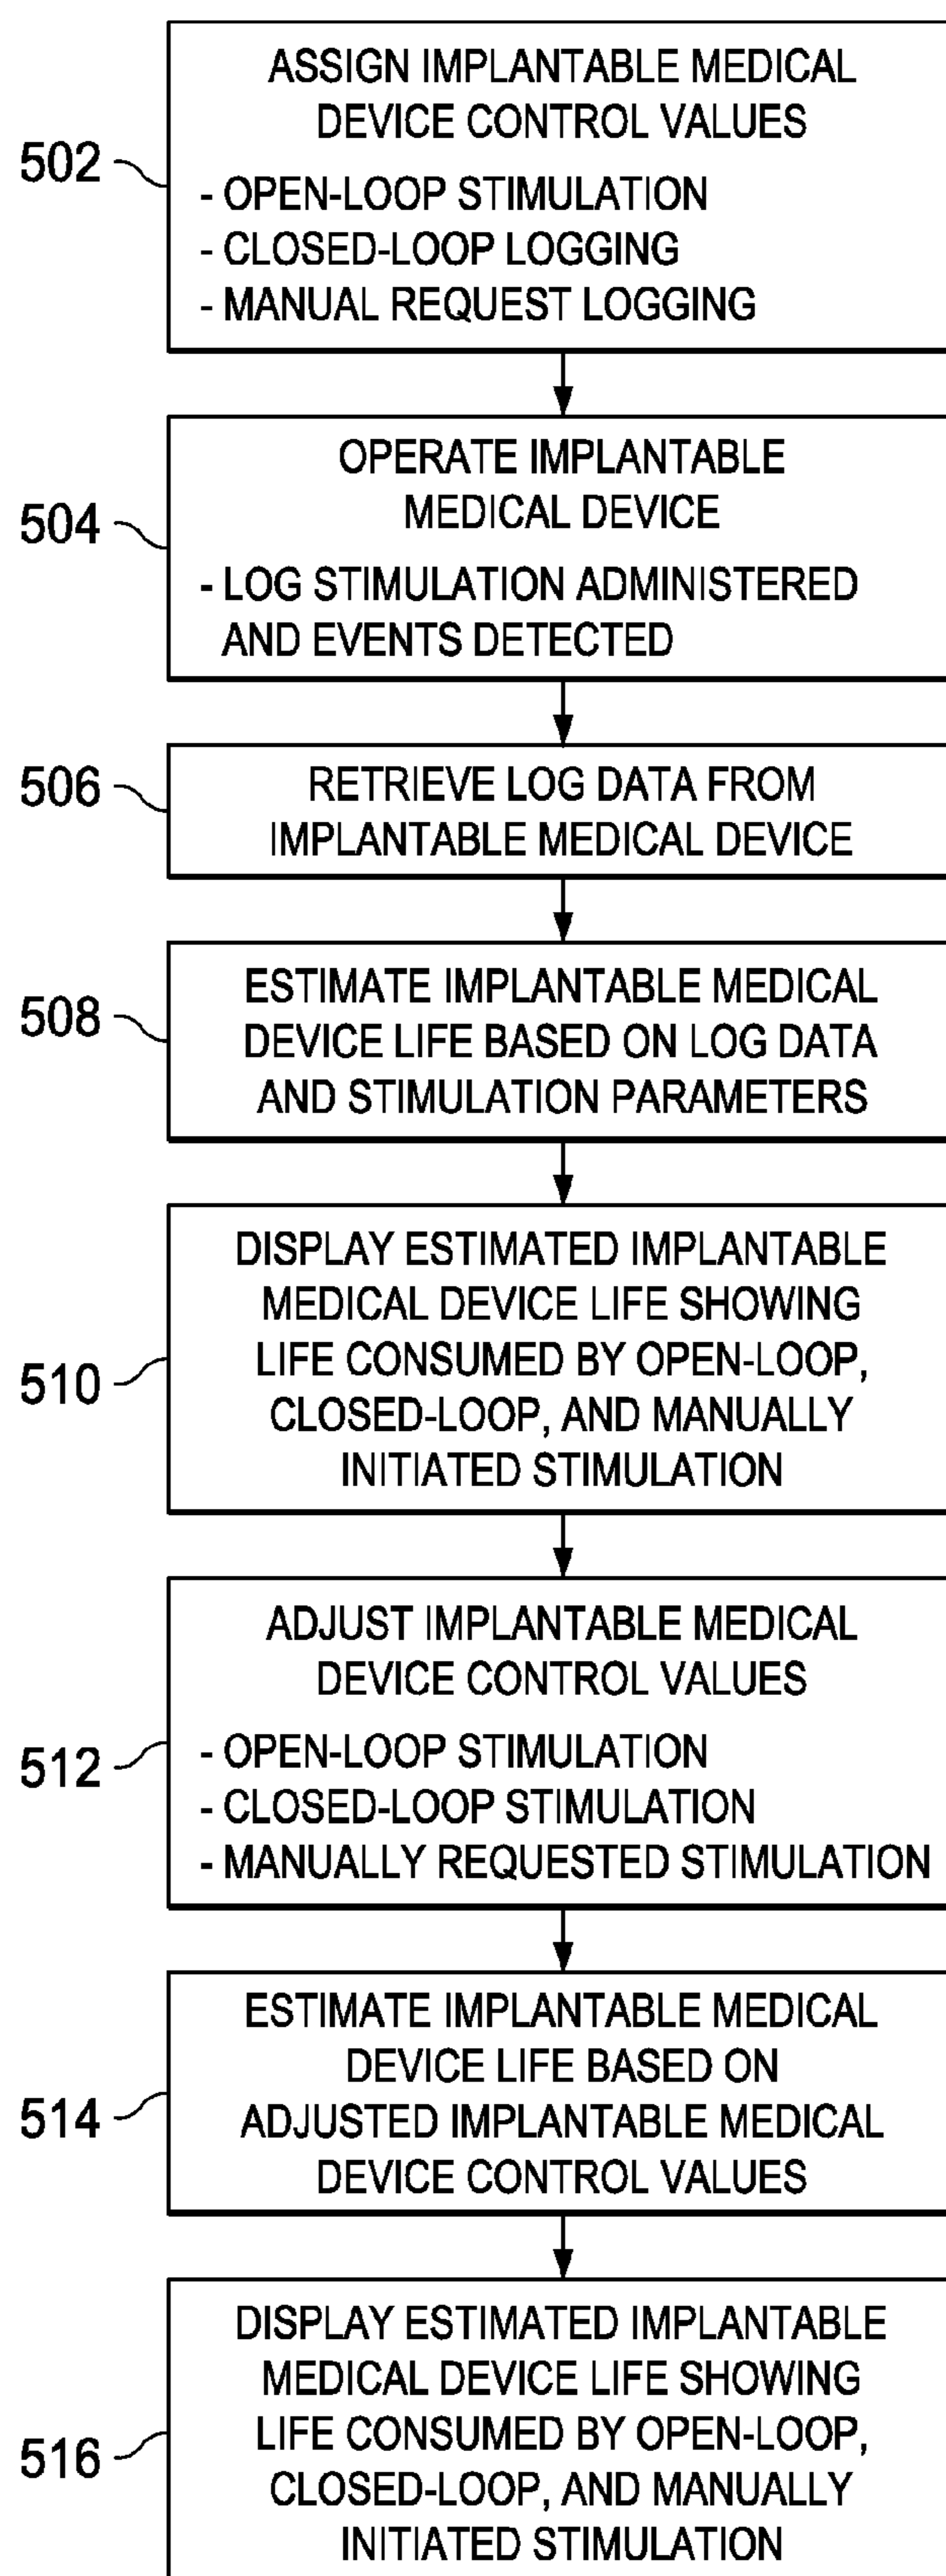 502
ASSIGN IMPLANTABLE MEDICAL
DEVICE CONTROL VALUES
- OPEN-LOOP STIMULATION
- CLOSED-LOOP LOGGING
- MANUAL REQUEST LOGGING
504
OPERATE IMPLANTABLE
MEDICAL DEVICE
- LOG STIMULATION ADMINISTERED
AND EVENTS DETECTED
506
RETRIEVE LOG DATA FROM
IMPLANTABLE MEDICAL DEVICE
508
ESTIMATE IMPLANTABLE MEDICAL
DEVICE LIFE BASED ON LOG DATA
AND STIMULATION PARAMETERS
510
DISPLAY ESTIMATED IMPLANTABLE
MEDICAL DEVICE LIFE SHOWING
LIFE CONSUMED BY OPEN-LOOP,
CLOSED-LOOP, AND MANUALLY
INITIATED STIMULATION
512
ADJUST IMPLANTABLE MEDICAL
DEVICE CONTROL VALUES
- OPEN-LOOP STIMULATION
- CLOSED-LOOP STIMULATION
- MANUALLY REQUESTED STIMULATION
514
ESTIMATE IMPLANTABLE MEDICAL
DEVICE LIFE BASED ON
ADJUSTED IMPLANTABLE MEDICAL
DEVICE CONTROL VALUES
516
DISPLAY ESTIMATED IMPLANTABLE
MEDICAL DEVICE LIFE SHOWING
LIFE CONSUMED BY OPEN-LOOP,
CLOSED-LOOP, AND MANUALLY
INITIATED STIMULATION